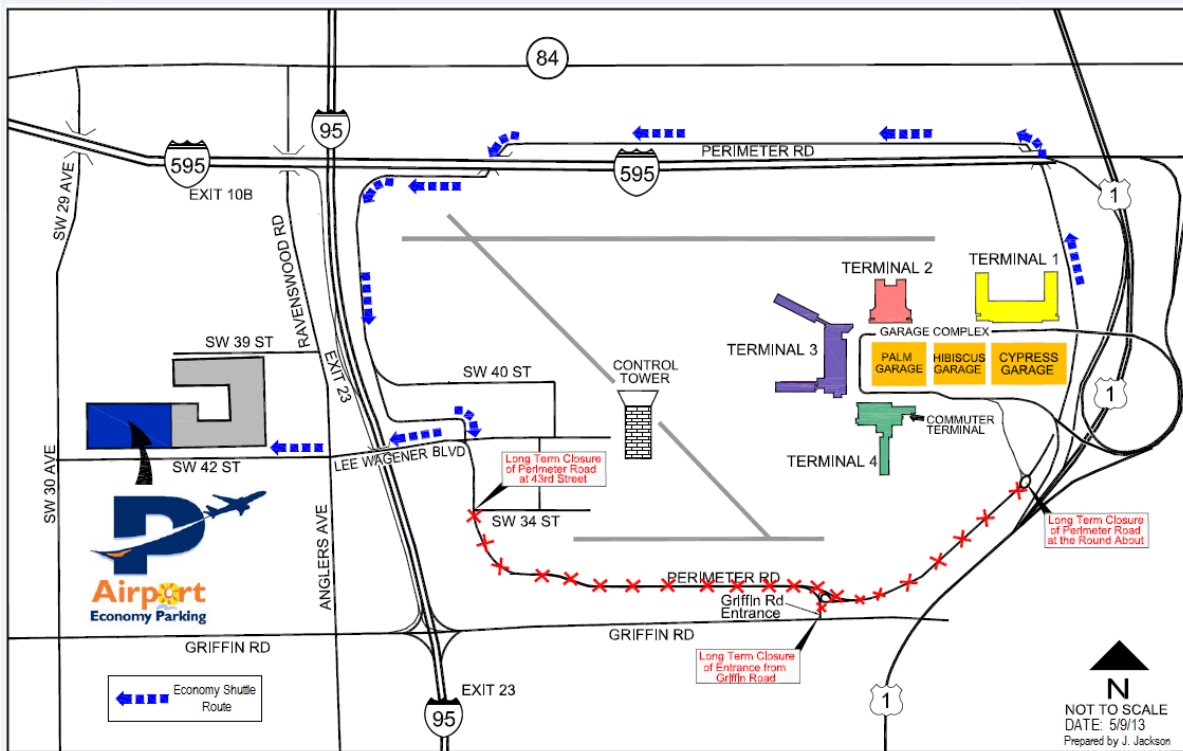 84
95
595
EXIT 10B
PERIMETER RD
595
1
SW 29 AVE
RAVENSWOOD RD
TERMINAL 2
TERMINAL 1
GARAGE COMPLEX
TERMINAL 3
PALM
GARAGE
HIBISCUS
GARAGE
CYPRESS
GARAGE
EXIT 23
SW 39 ST
SW 40 ST
CONTROL
TOWER
1
COMMUTER
TERMINAL
TERMINAL 4
LEE WAGENER BLVD
SW 42 ST
Long Term Closure
of Perimeter Road
at 43rd Street
SW 30 AVE
SW 34 ST
Long Term Closure
of Perimeter Road
at the Round About
P
Airport
Economy Parking
ANGLERS AVE
PERIMETER RD
Griffin Rd
Entrance
GRIFFIN RD
GRIFFIN RD
Long Term Closure
of Entrance from
Griffin Road
Economy Shuttle
Route
EXIT 23
95
1
N
NOT TO SCALE
DATE: 5/9/13
Prepared by J. Jackson